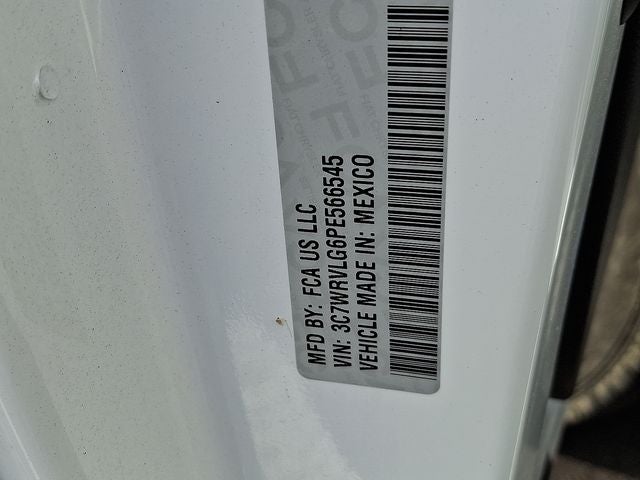 MFD BY: FCA US LLC
VIN: 3C7WRVLG6PE566545
VEHICLE MADE IN: MEXICO